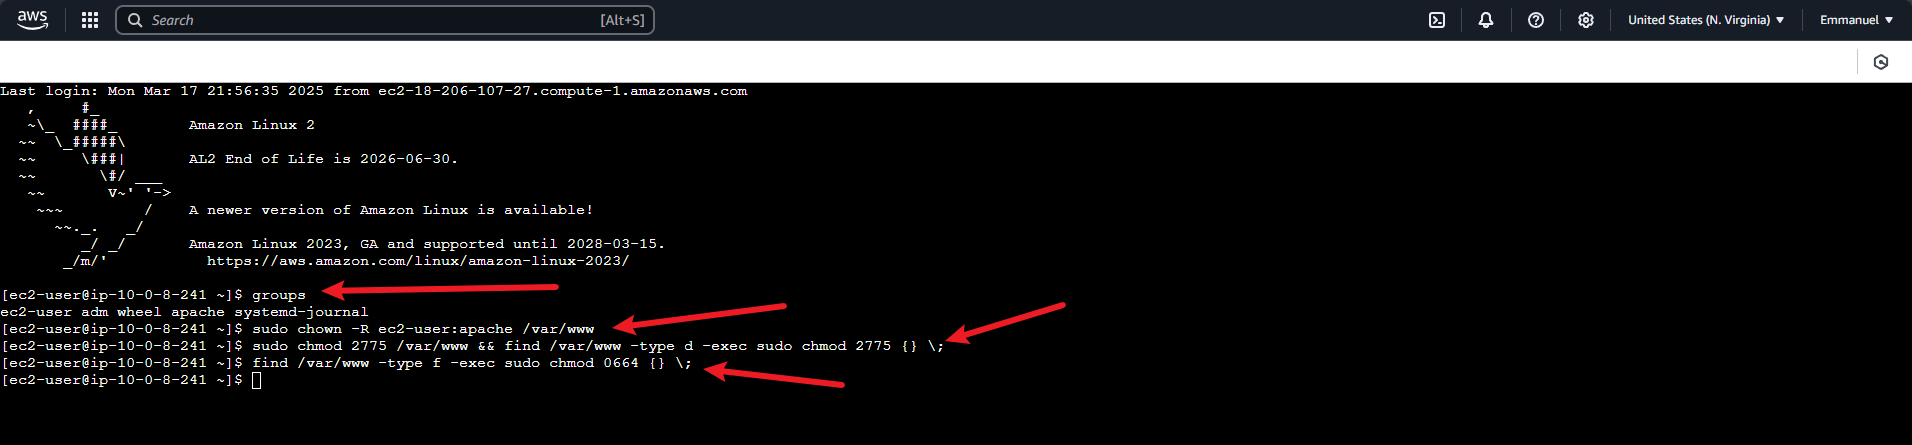 aws Search [Alt+S] United States (N. Virginia) ▼ Emmanuel ▼
Last login: Mon Mar 17 21:56:35 2025 from ec2-18-206-107-27.compute-1.amazonaws.com
   ,     #_
   ~\_  ####_        Amazon Linux 2
  ~~  \_#####\
  ~~     \###|       AL2 End of Life is 2026-06-30.
  ~~       \#/ ___
   ~~       V~' '->
    ~~~         /    A newer version of Amazon Linux is available!
      ~~._.   _/
         _/ _/       Amazon Linux 2023, GA and supported until 2028-03-15.
       _/m/'           https://aws.amazon.com/linux/amazon-linux-2023/
[ec2-user@ip-10-0-8-241 ~]$ groups
ec2-user adm wheel apache systemd-journal
[ec2-user@ip-10-0-8-241 ~]$ sudo chown -R ec2-user:apache /var/www
[ec2-user@ip-10-0-8-241 ~]$ sudo chmod 2775 /var/www && find /var/www -type d -exec sudo chmod 2775 {} \;
[ec2-user@ip-10-0-8-241 ~]$ find /var/www -type f -exec sudo chmod 0664 {} \;
[ec2-user@ip-10-0-8-241 ~]$